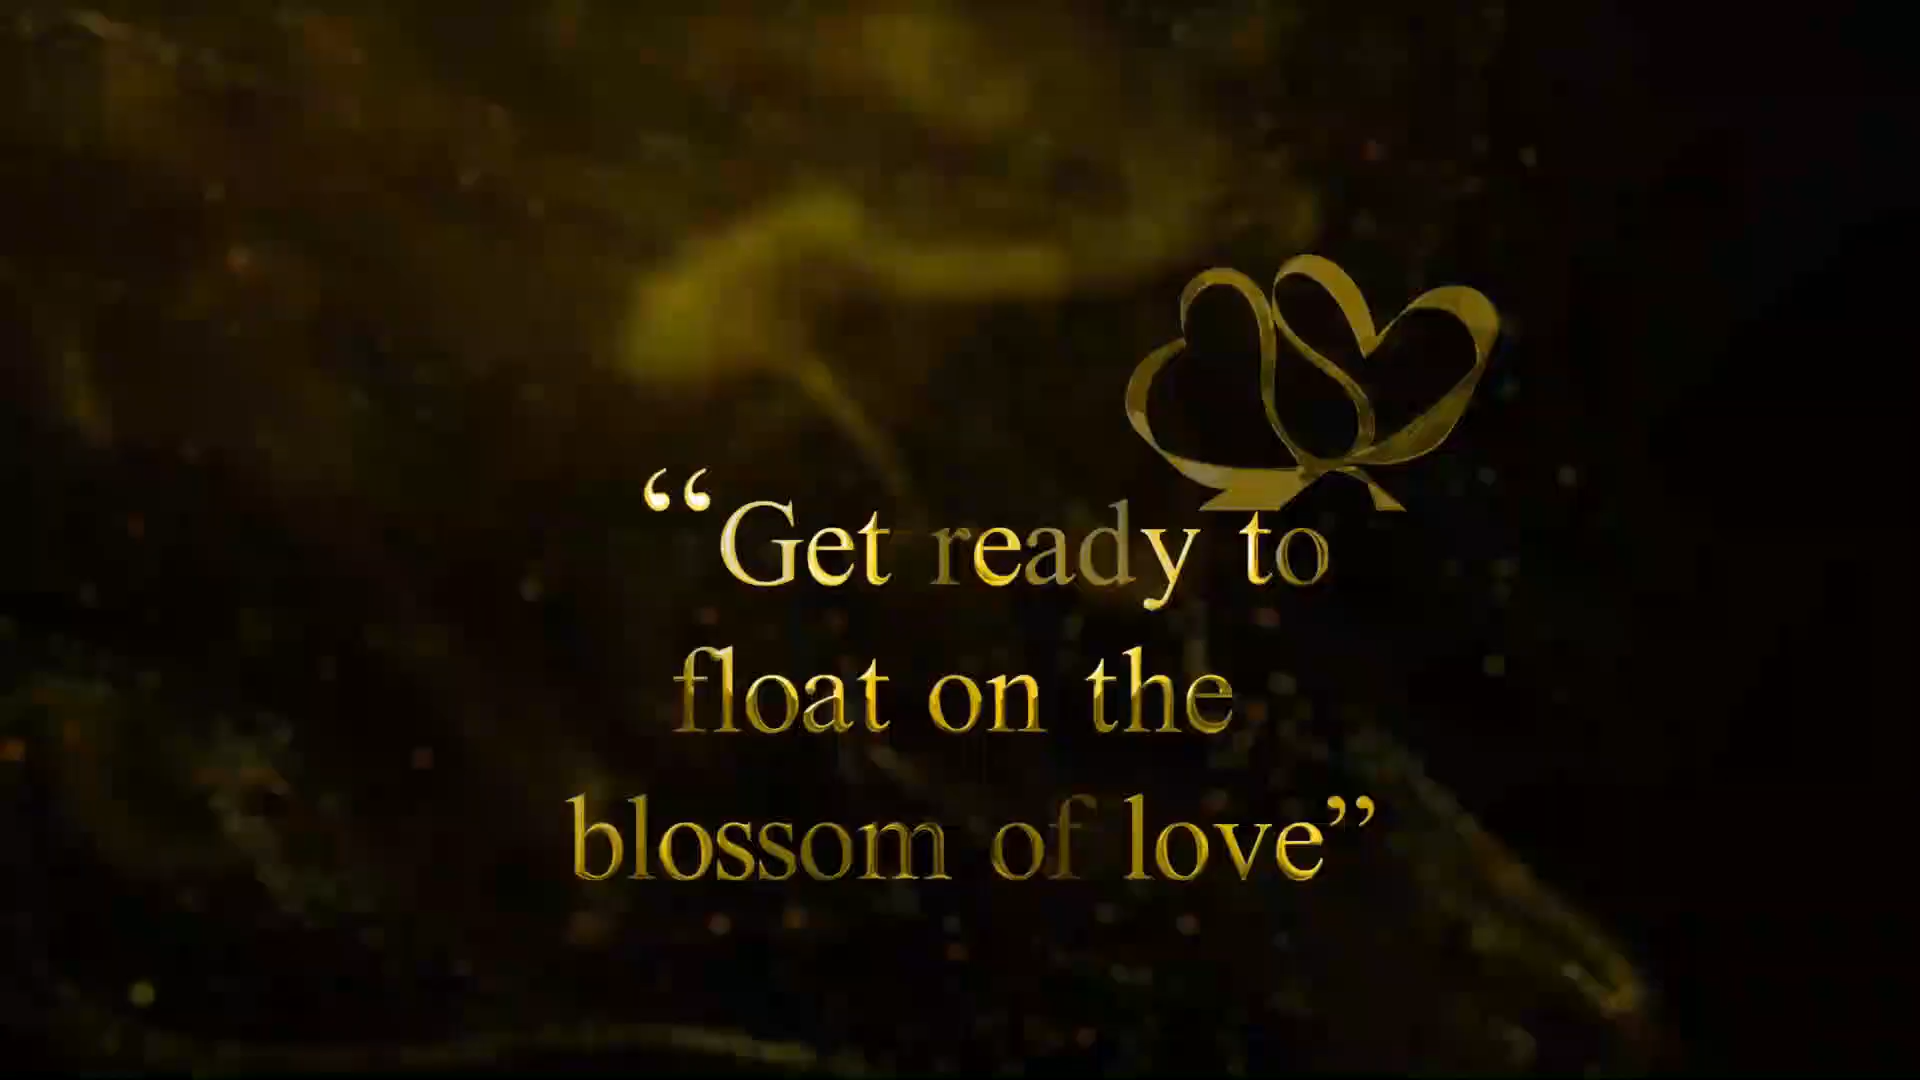 “Get ready to
float on the
blossom of love”